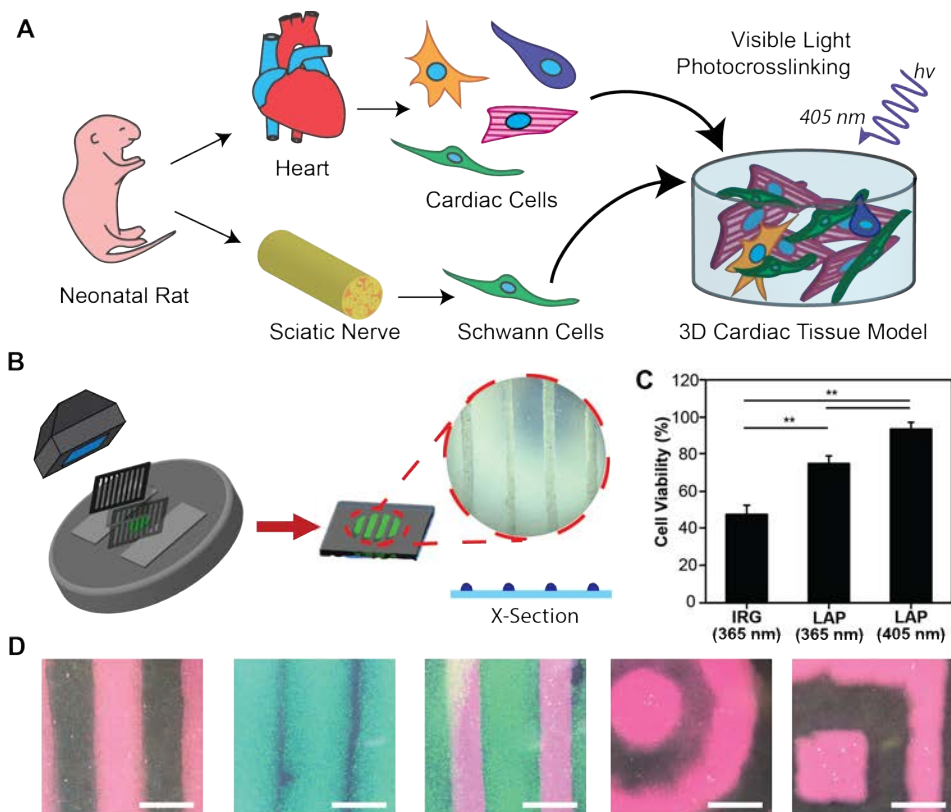 A
Visible Light
Photocrosslinking
hv
405 nm
Heart
Cardiac Cells
Neonatal Rat
Sciatic Nerve
Schwann Cells
3D Cardiac Tissue Model
B
X-Section
C
Cell Viability (%)
120
100
80
60
40
20
0
**
**
IRG
(365 nm)
LAP
(365 nm)
LAP
(405 nm)
D